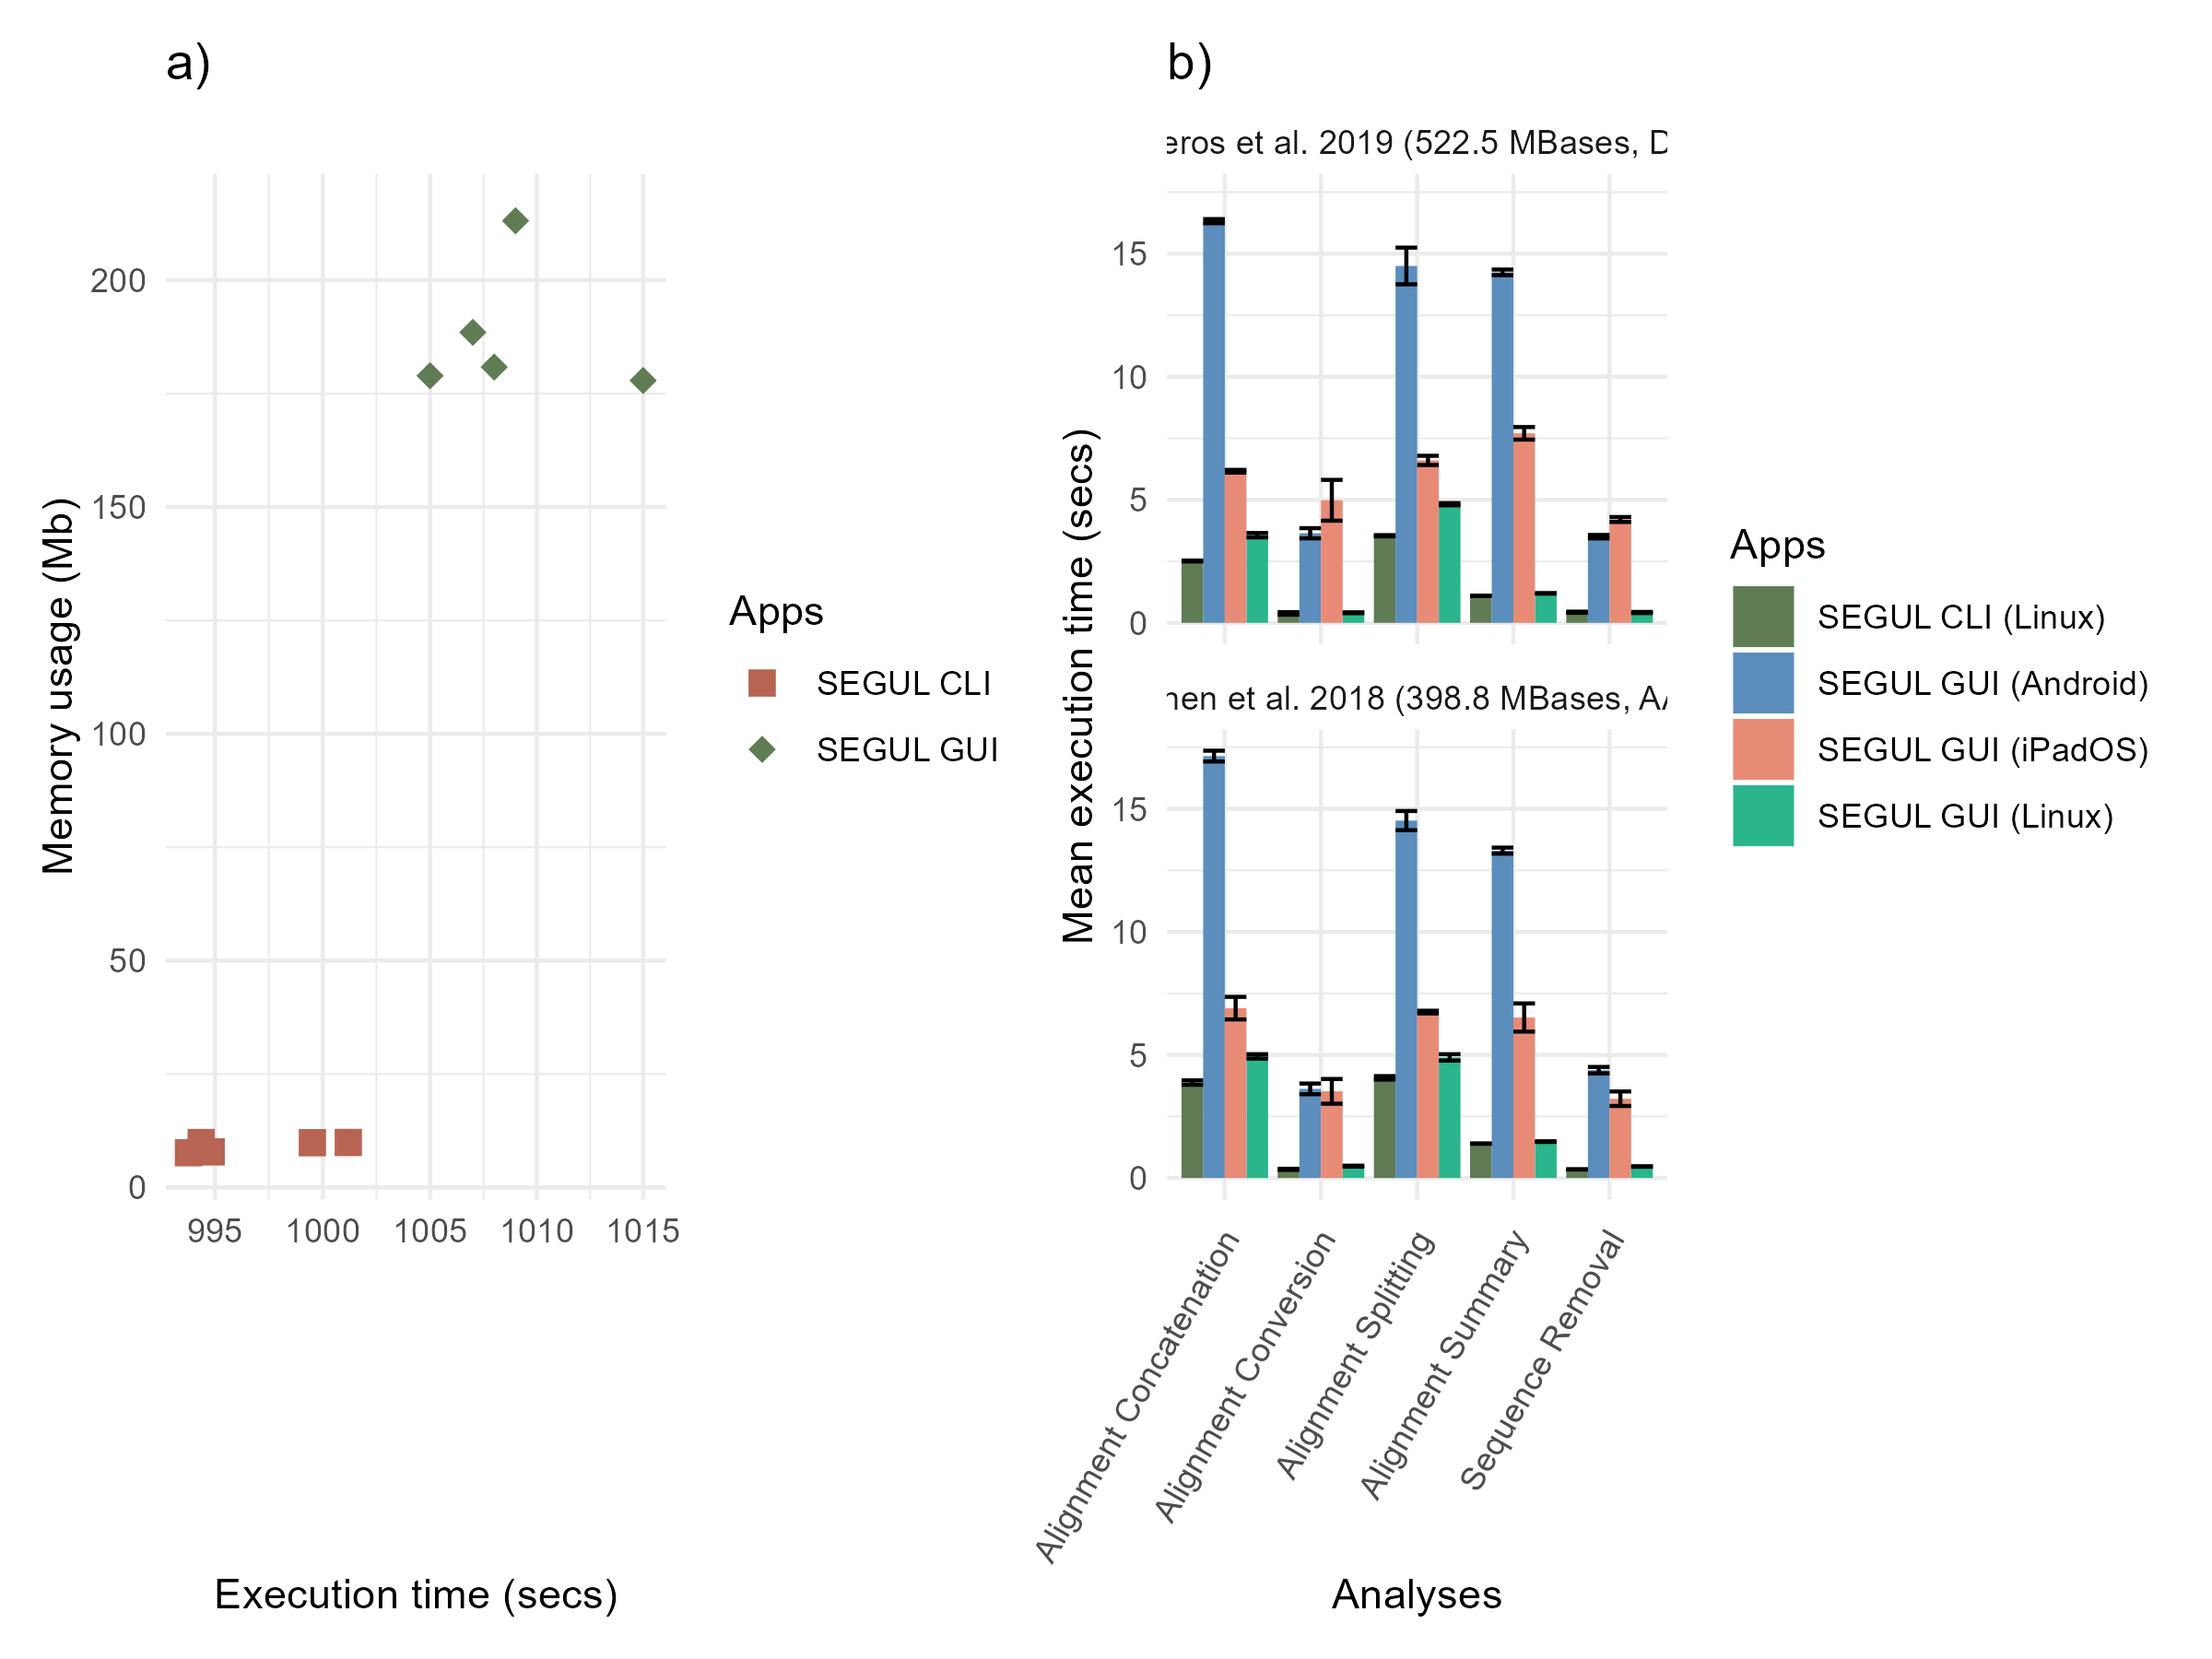 a)
Memory usage (Mb)
200
150
100
50
0
995 1000 1005 1010 1015
Execution time (secs)
Apps
SEGUL CLI
SEGUL GUI
b)
eros et al. 2019 (522.5 MBases, D
Mean execution time (secs)
15
10
5
0
nen et al. 2018 (398.8 MBases, AA
15
10
5
0
Alignment Concatenation
Alignment Conversion
Alignment Splitting
Alignment Summary
Sequence Removal
Analyses
Apps
SEGUL CLI (Linux)
SEGUL GUI (Android)
SEGUL GUI (iPadOS)
SEGUL GUI (Linux)